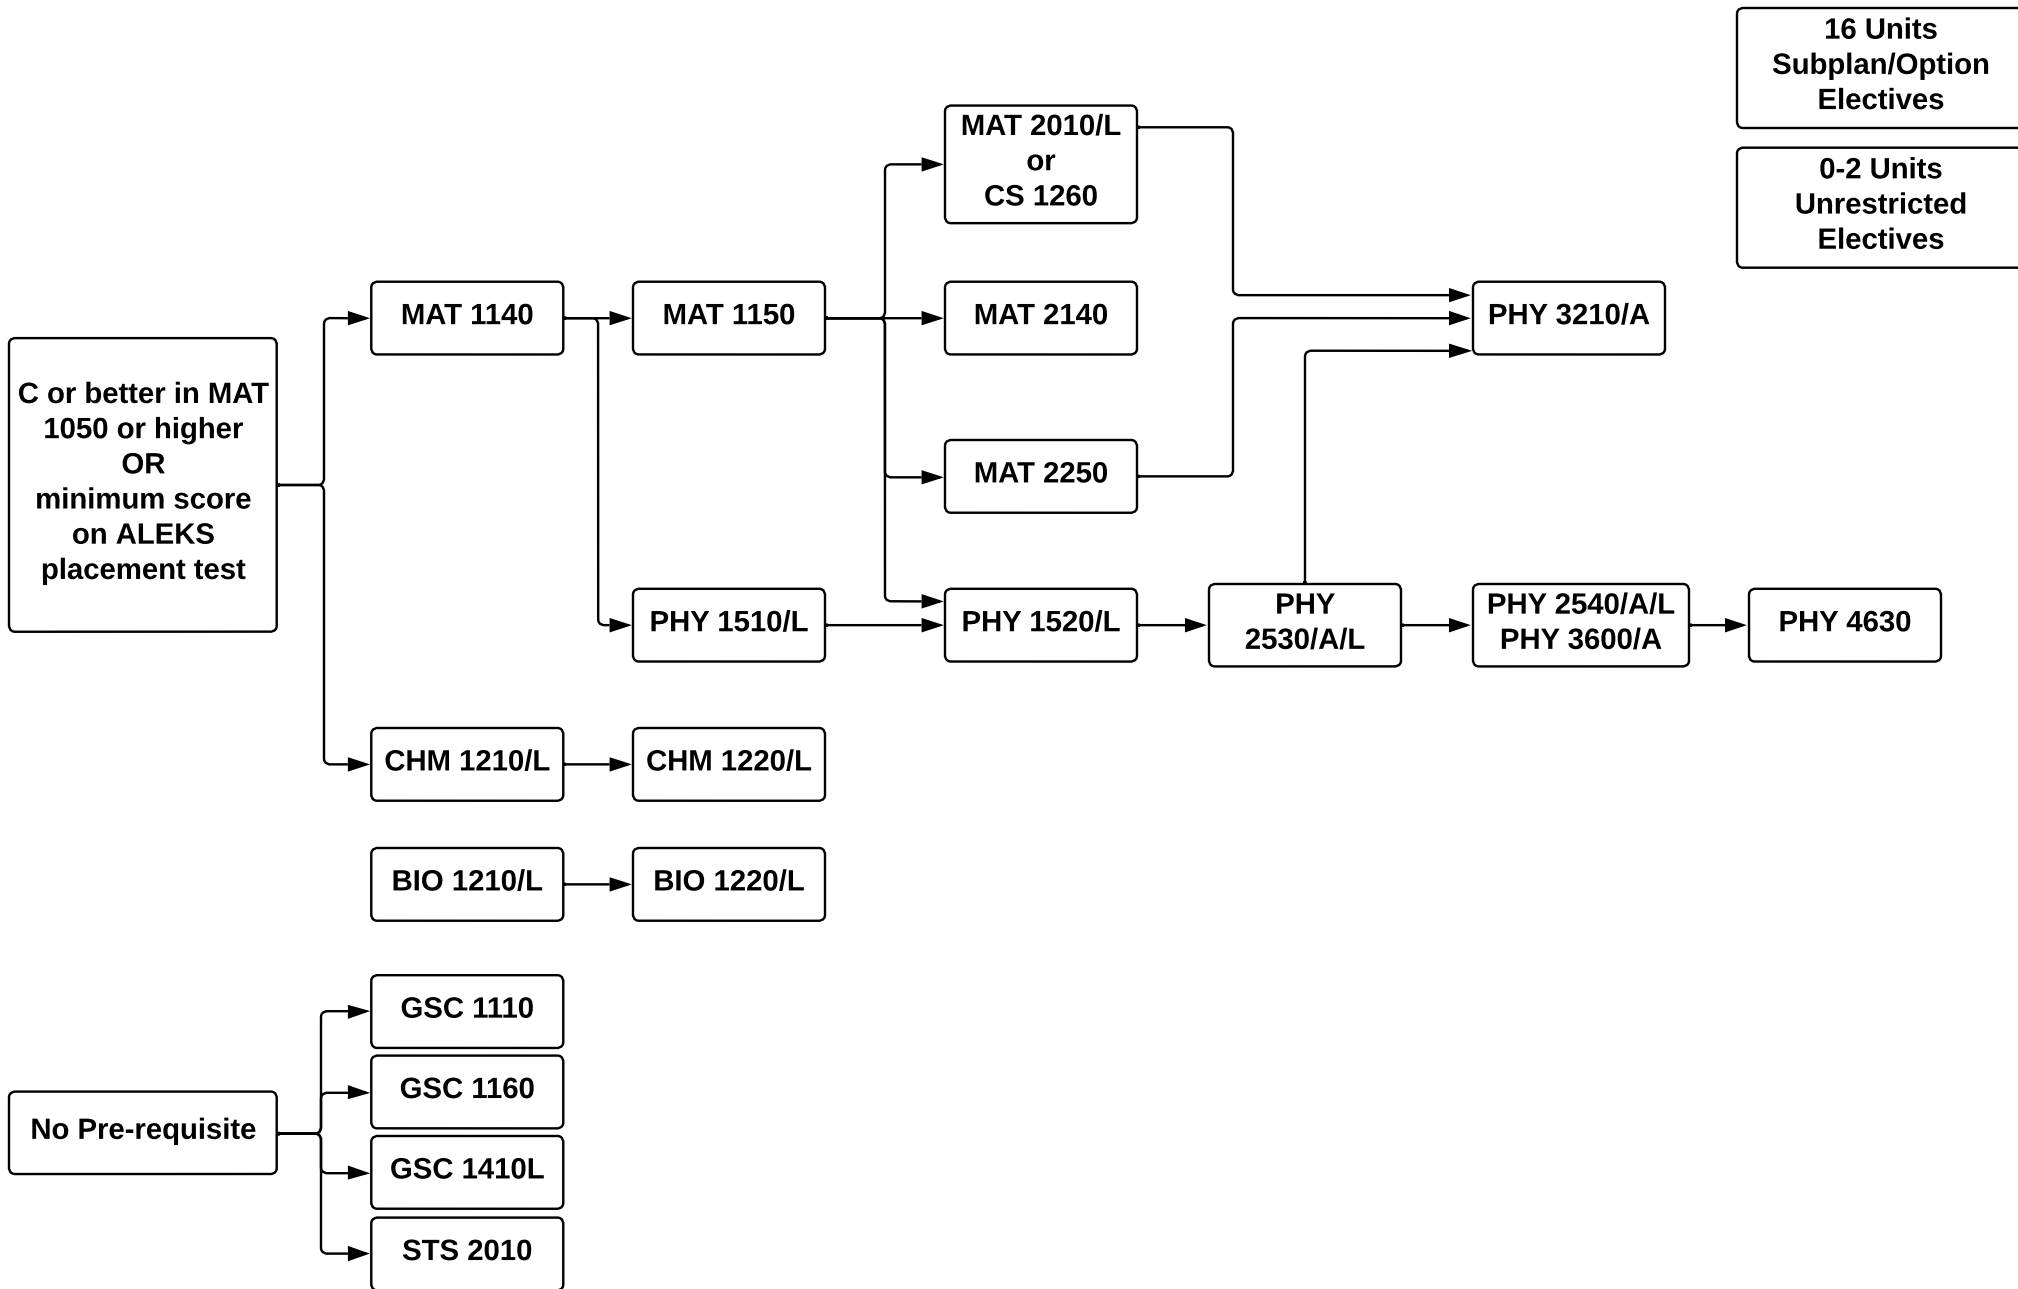 16 Units
Subplan/Option
Electives
0-2 Units
Unrestricted
Electives
MAT 2010/L
or
CS 1260
MAT 1140
MAT 1150
MAT 2140
PHY 3210/A
C or better in MAT
1050 or higher
OR
minimum score
on ALEKS
placement test
MAT 2250
PHY 1510/L
PHY 1520/L
PHY
2530/A/L
PHY 2540/A/L
PHY 3600/A
PHY 4630
CHM 1210/L
CHM 1220/L
BIO 1210/L
BIO 1220/L
No Pre-requisite
GSC 1110
GSC 1160
GSC 1410L
STS 2010